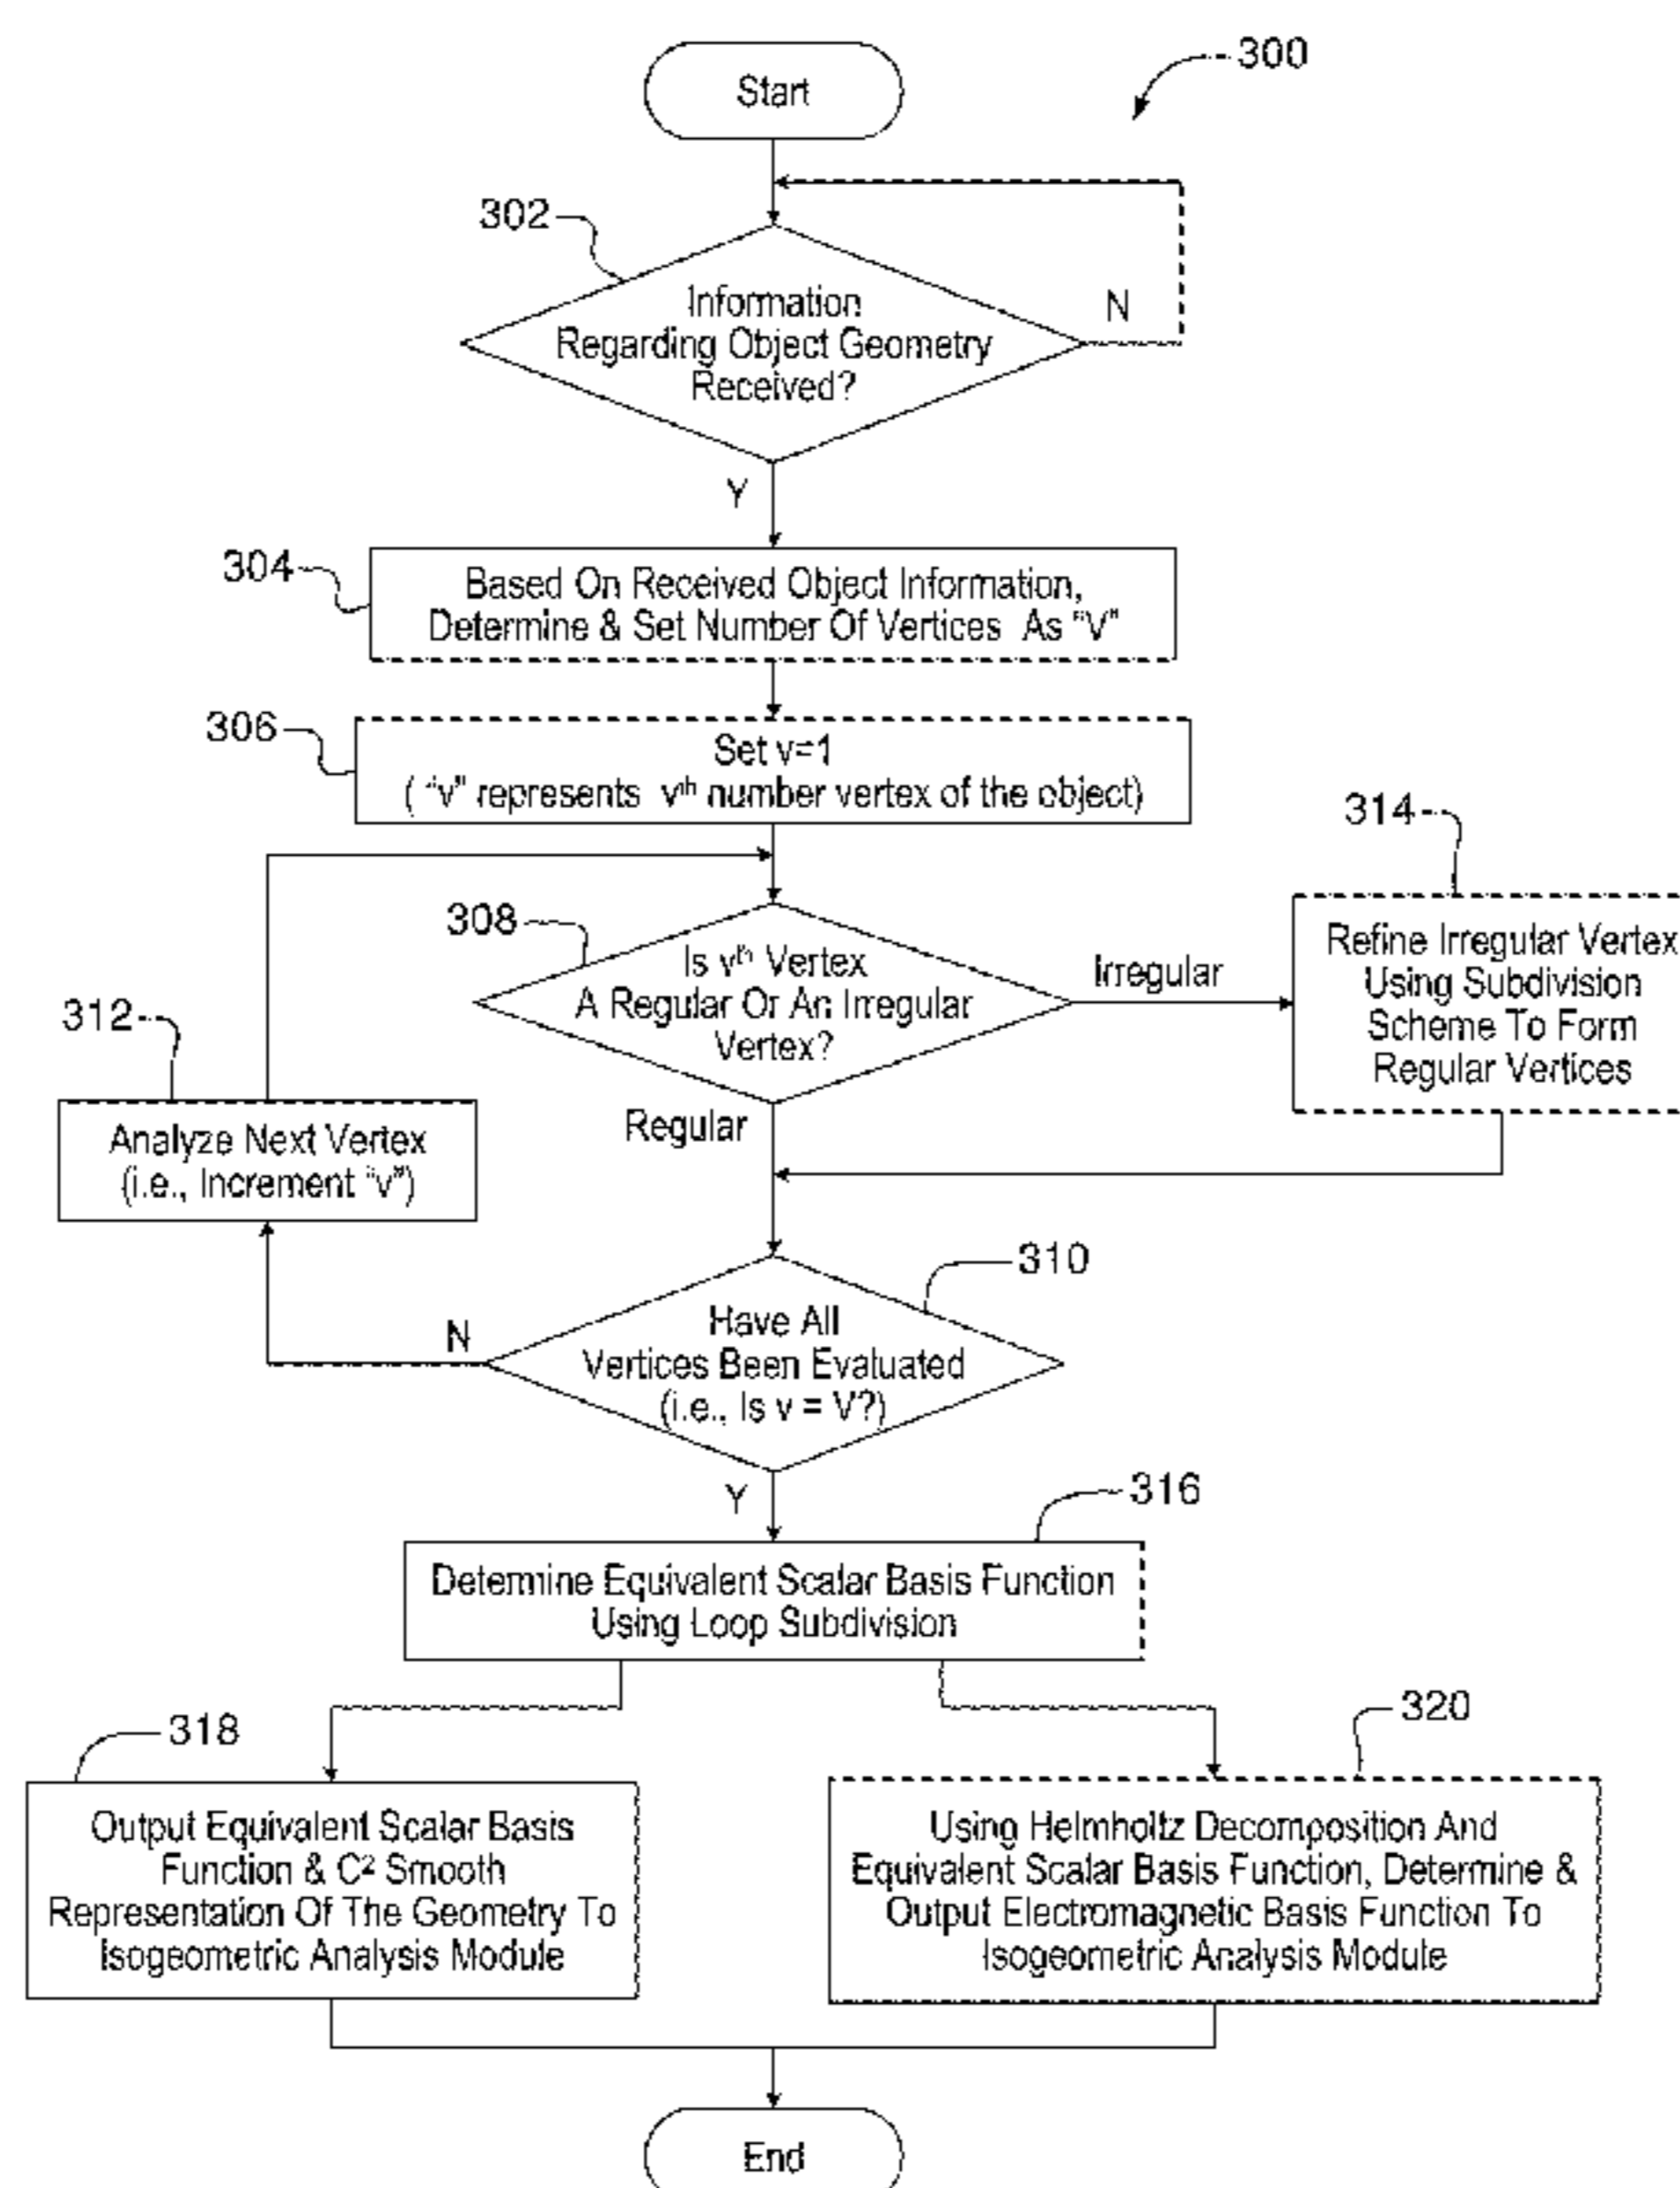 300
Start
302
Information
Regarding Object Geometry
Received?
N
Y
304
Based On Received Object Information,
Determine & Set Number Of Vertices As "V"
306
Set v=1
( "v" represents vth number vertex of the object)
314
308
Is vth Vertex
A Regular Or An Irregular
Vertex?
Irregular
Refine Irregular Vertex
Using Subdivision
Scheme To Form
Regular Vertices
312
Regular
Analyze Next Vertex
(i.e., Increment "v")
310
N
Have All
Vertices Been Evaluated
(i.e., Is v = V?)
Y
316
Determine Equivalent Scalar Basis Function
Using Loop Subdivision
318
Output Equivalent Scalar Basis
Function & C² Smooth
Representation Of The Geometry To
Isogeometric Analysis Module
320
Using Helmholtz Decomposition And
Equivalent Scalar Basis Function, Determine &
Output Electromagnetic Basis Function To
Isogeometric Analysis Module
End